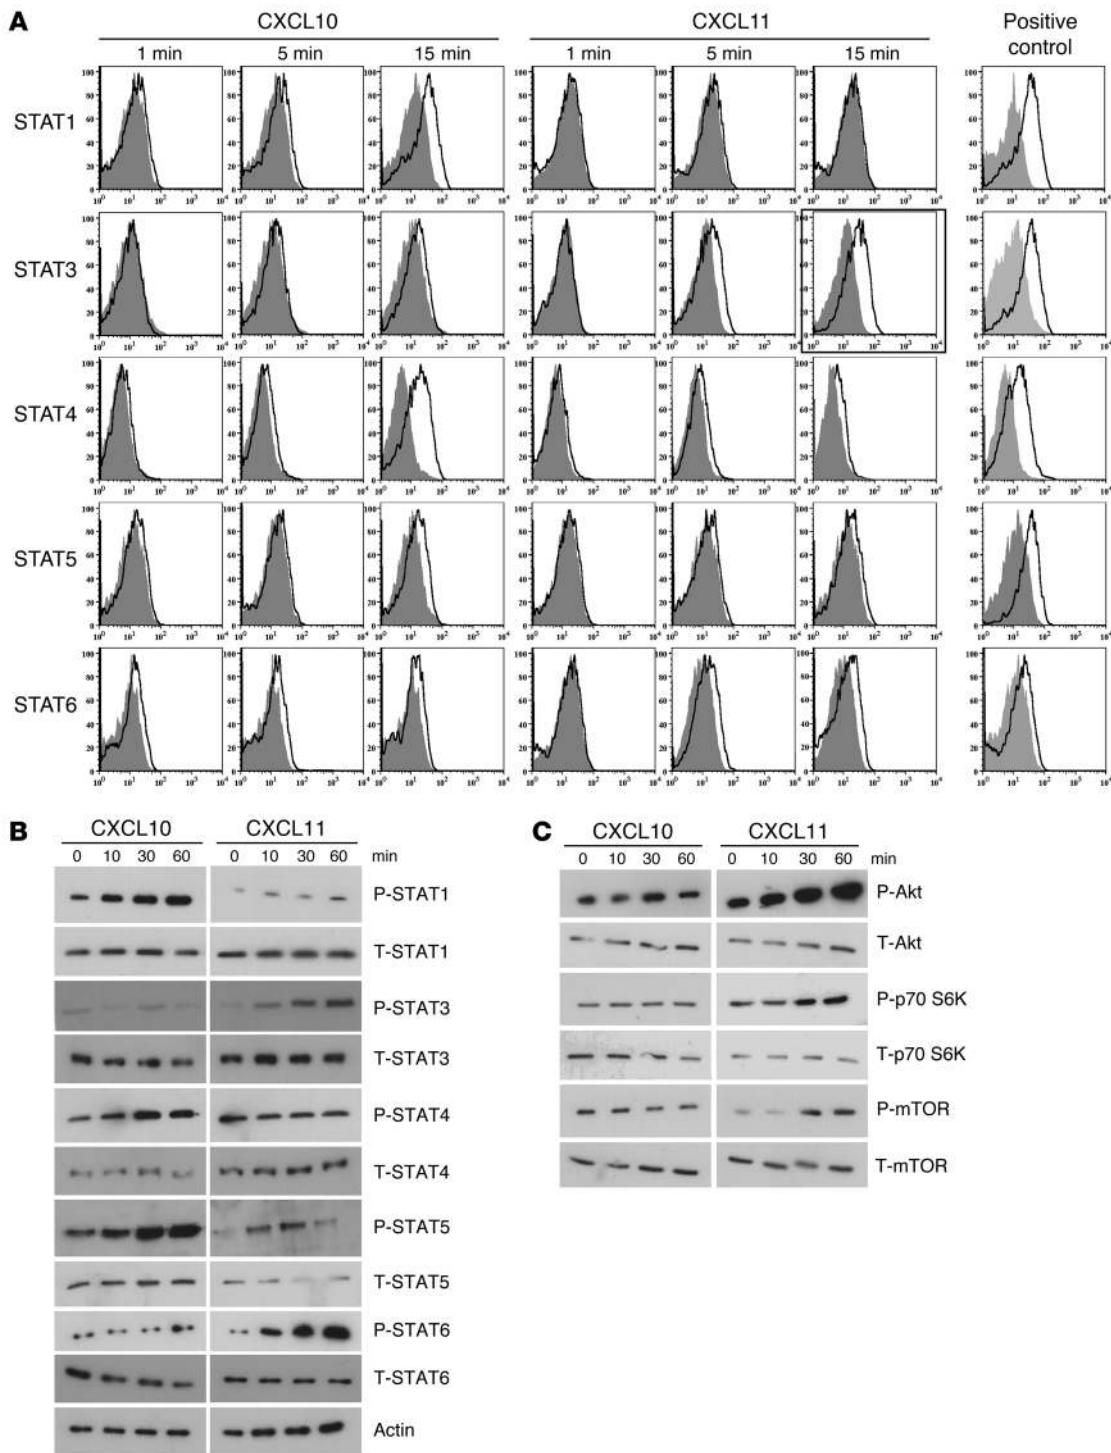 A
CXCL10
CXCL11
Positive control
1 min
5 min
15 min
1 min
5 min
15 min
STAT1
STAT3
STAT4
STAT5
STAT6
B
CXCL10
CXCL11
0 10 30 60 0 10 30 60 min
P-STAT1
T-STAT1
P-STAT3
T-STAT3
P-STAT4
T-STAT4
P-STAT5
T-STAT5
P-STAT6
T-STAT6
Actin
C
CXCL10
CXCL11
0 10 30 60 0 10 30 60 min
P-Akt
T-Akt
P-p70 S6K
T-p70 S6K
P-mTOR
T-mTOR